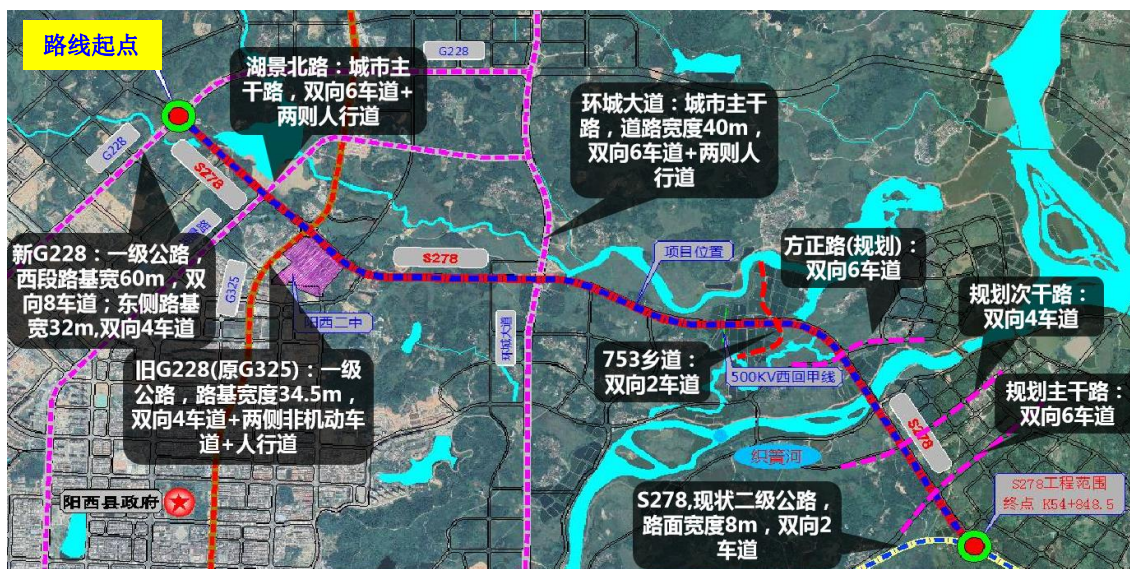 路线起点
G228
湖景北路：城市主
干路，双向6车道+
两则人行道
环城大道：城市主干
路，道路宽度40m，
双向6车道+两则人
行道
G228
S278
新G228：一级公路
西段路基宽60m，双
向8车道；东侧路基
宽32m,双向4车道
路
G325
S278
项目位置
方正路(规划)：
双向6车道
规划次干路：
双向4车道
阳西二中
环城大道
753乡道：
双向2车道
500KV西回甲线
旧G228(原G325)：一级
公路，路基宽度34.5m，
双向4车道+两侧非机动车
道+人行道
规划主干路：
双向6车道
S278
织篢河
阳西县政府
S278,现状二级公路，
路面宽度8m，双向2
车道
S278工程范围
终点 K54+848.5